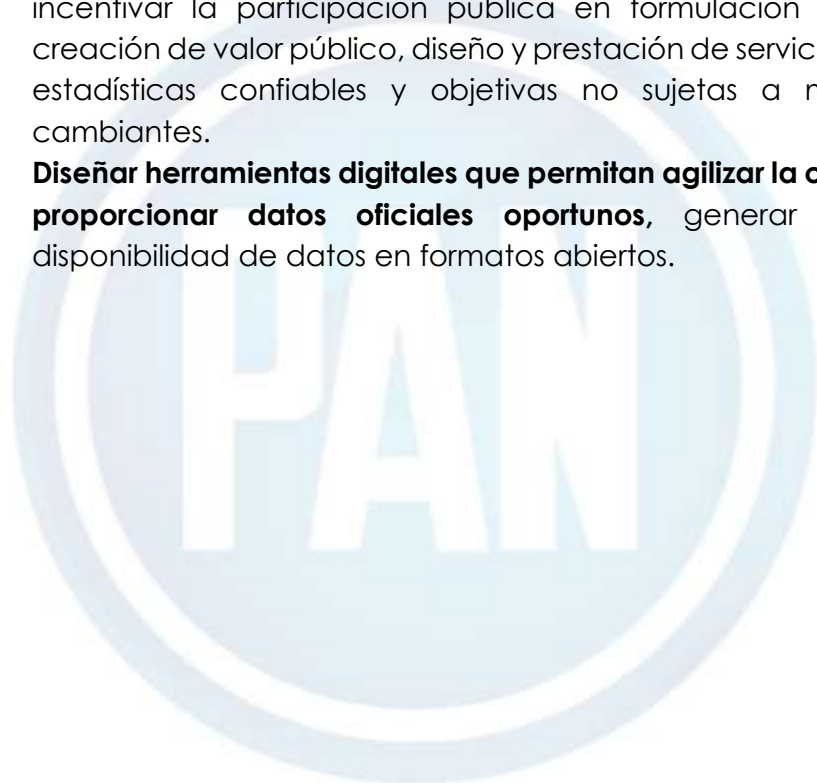 incentivar la participación pública en formulación
creación de valor público, diseño y prestación de servic
estadísticas confiables y objetivas no sujetas a
cambiantes.
Diseñar herramientas digitales que permitan agilizar la
proporcionar datos oficiales oportunos, generar
disponibilidad de datos en formatos abiertos.
PAN